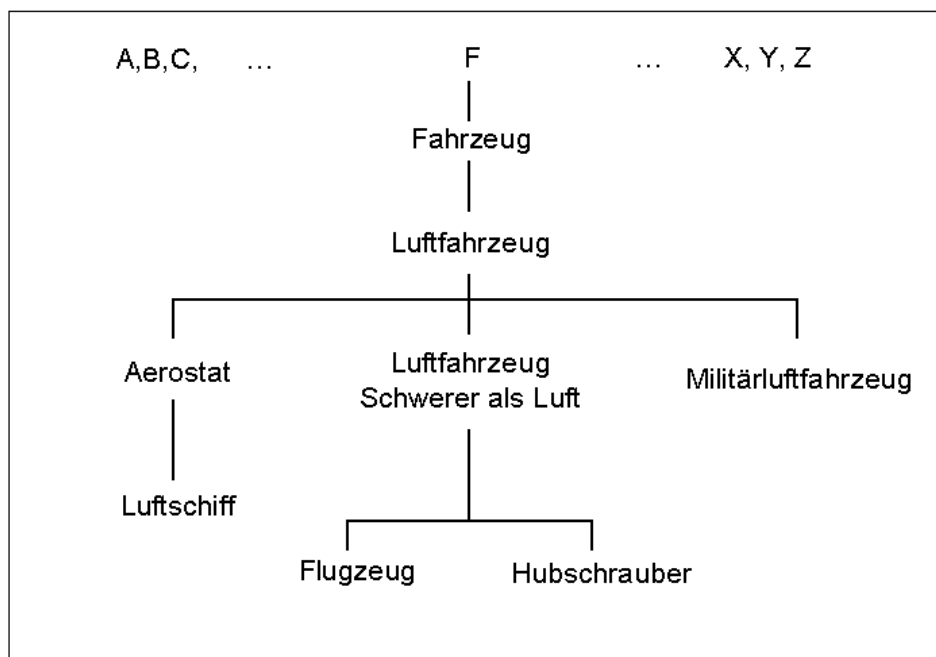 A,B,C, ... F ... X, Y, Z
Fahrzeug
Luftfahrzeug
Aerostat
Luftfahrzeug
Schwerer als Luft
Militärluftfahrzeug
Luftschiff
Flugzeug
Hubschrauber